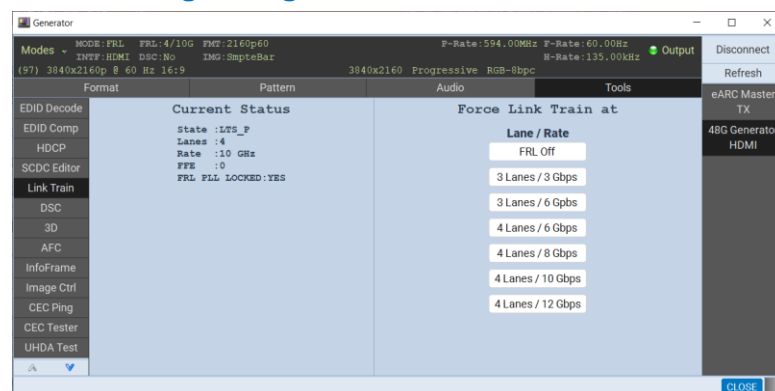 Generator
Modes MODE:FRL FRL:4/10G FMT:2160p60 P-Rate:594.00MHz F-Rate:60.00Hz Output
INTF:HDMI DSC:No IMG:SmpteBar H-Rate:135.00kHz
(97) 3840x2160p @ 60 Hz 16:9 3840x2160 Progressive RGB-8bpc
Disconnect
Refresh
Format Pattern Audio Tools
eARC Master TX
48G Generator HDMI
EDID Decode
EDID Comp
HDCP
SCDC Editor
Link Train
DSC
3D
AFC
InfoFrame
Image Ctrl
CEC Ping
CEC Tester
UHDA Test
Current Status
State :LTS_P
Lanes :4
Rate :10 GHz
FFE :0
FRL PLL LOCKED:YES
Force Link Train at
Lane / Rate
FRL Off
3 Lanes / 3 Gbps
3 Lanes / 6 Gpbs
4 Lanes / 6 Gbps
4 Lanes / 8 Gbps
4 Lanes / 10 Gbps
4 Lanes / 12 Gbps
CLOSE